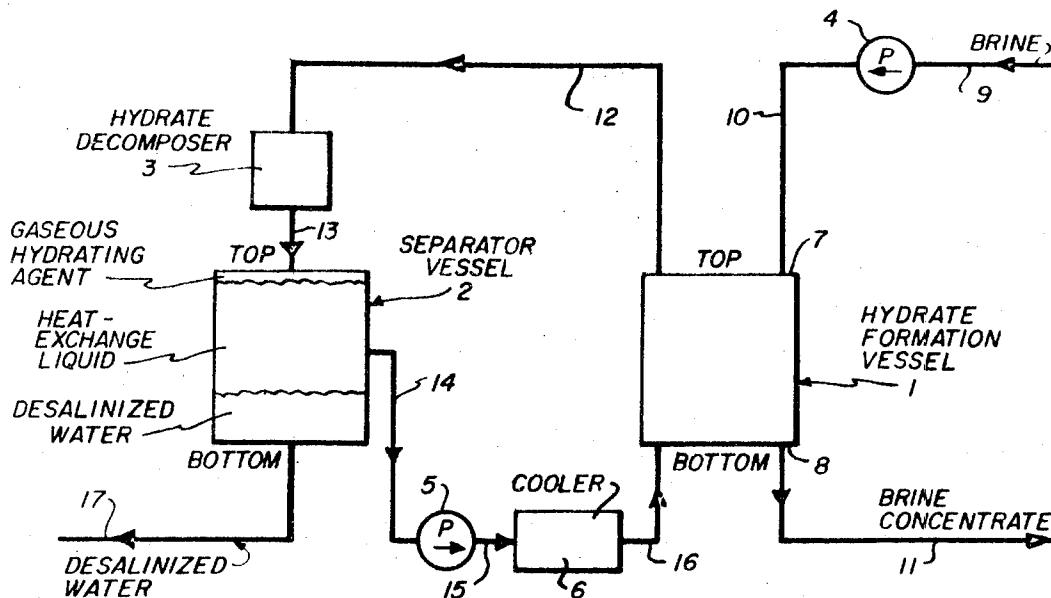 4
P
BRINE
9
10
12
HYDRATE
DECOMPOSER
3
13
GASEOUS
HYDRATING
AGENT
TOP
SEPARATOR
VESSEL
2
TOP
7
HEAT-
EXCHANGE
LIQUID
HYDRATE
FORMATION
VESSEL
1
14
DESALINIZED
WATER
BOTTOM
BOTTOM
8
5
P
COOLER
6
15
16
BRINE
CONCENTRATE
11
17
DESALINIZED
WATER